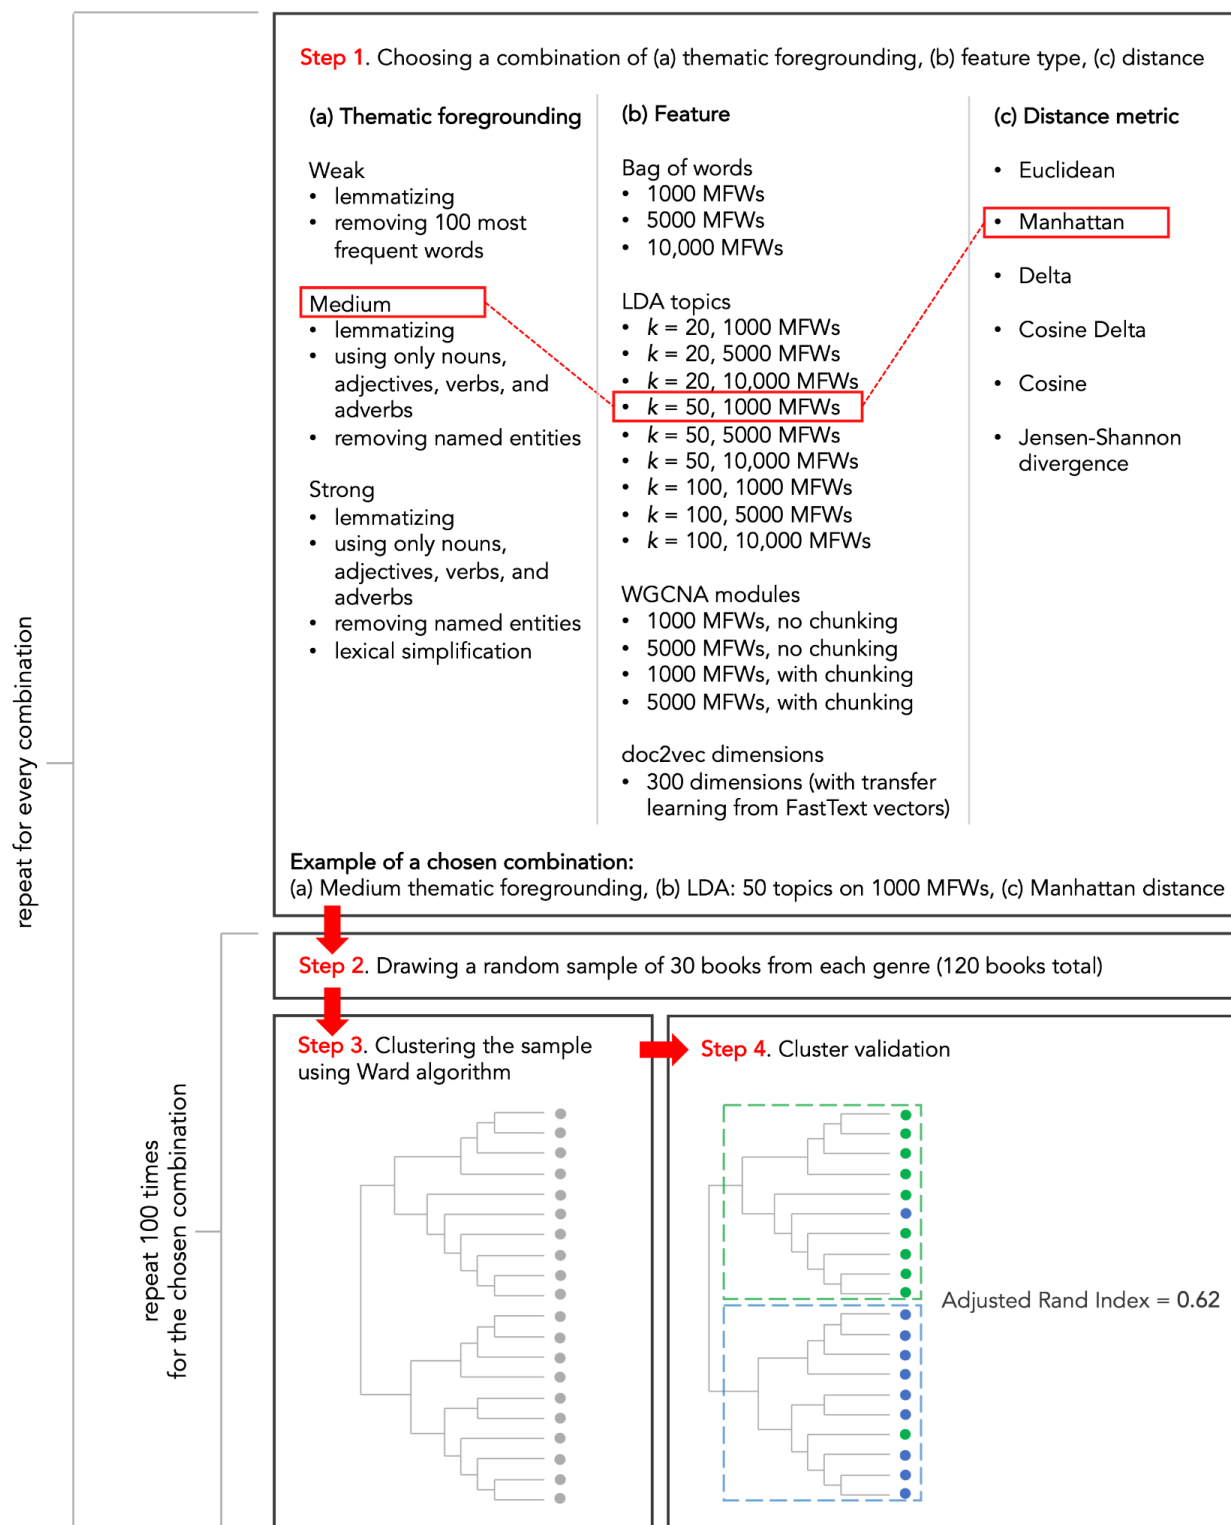 Step 1. Choosing a combination of (a) thematic foregrounding, (b) feature type, (c) distance
(a) Thematic foregrounding
Weak
• lemmatizing
• removing 100 most
frequent words
Medium
• lemmatizing
• using only nouns,
adjectives, verbs, and
adverbs
• removing named entities
Strong
• lemmatizing
• using only nouns,
adjectives, verbs, and
adverbs
• removing named entities
• lexical simplification
(b) Feature
Bag of words
• 1000 MFWs
• 5000 MFWs
• 10,000 MFWs
LDA topics
• k = 20, 1000 MFWs
• k = 20, 5000 MFWs
• k = 20, 10,000 MFWs
• k = 50, 1000 MFWs
• k = 50, 5000 MFWs
• k = 50, 10,000 MFWs
• k = 100, 1000 MFWs
• k = 100, 5000 MFWs
• k = 100, 10,000 MFWs
WGCNA modules
• 1000 MFWs, no chunking
• 5000 MFWs, no chunking
• 1000 MFWs, with chunking
• 5000 MFWs, with chunking
doc2vec dimensions
• 300 dimensions (with transfer
learning from FastText vectors)
(c) Distance metric
• Euclidean
• Manhattan
• Delta
• Cosine Delta
• Cosine
• Jensen-Shannon
divergence
Example of a chosen combination:
(a) Medium thematic foregrounding, (b) LDA: 50 topics on 1000 MFWs, (c) Manhattan distance
repeat for every combination
Step 2. Drawing a random sample of 30 books from each genre (120 books total)
Step 3. Clustering the sample
using Ward algorithm
Step 4. Cluster validation
Adjusted Rand Index = 0.62
repeat 100 times
for the chosen combination